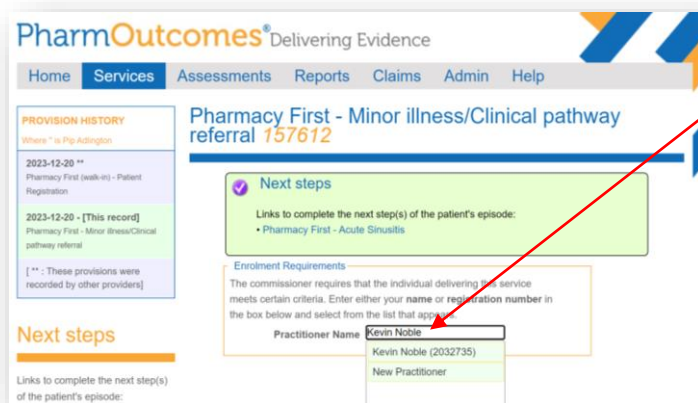 PharmOutcomes® Delivering Evidence
Home Services Assessments Reports Claims Admin Help
PROVISION HISTORY
Where * is Pip Adlington
2023-12-20 **
Pharmacy First (walk-in) - Patient
Registration
2023-12-20 - [This record]
Pharmacy First - Minor illness/Clinical
pathway referral
[ ** : These provisions were
recorded by other providers]
Next steps
Links to complete the next step(s)
of the patient's episode:
Pharmacy First - Minor illness/Clinical pathway
referral 157612
Next steps
Links to complete the next step(s) of the patient's episode:
• Pharmacy First - Acute Sinusitis
Enrolment Requirements
The commissioner requires that the individual delivering this service
meets certain criteria. Enter either your name or registration number in
the box below and select from the list that appears.
Practitioner Name Kevin Noble
Kevin Noble (2032735)
New Practitioner